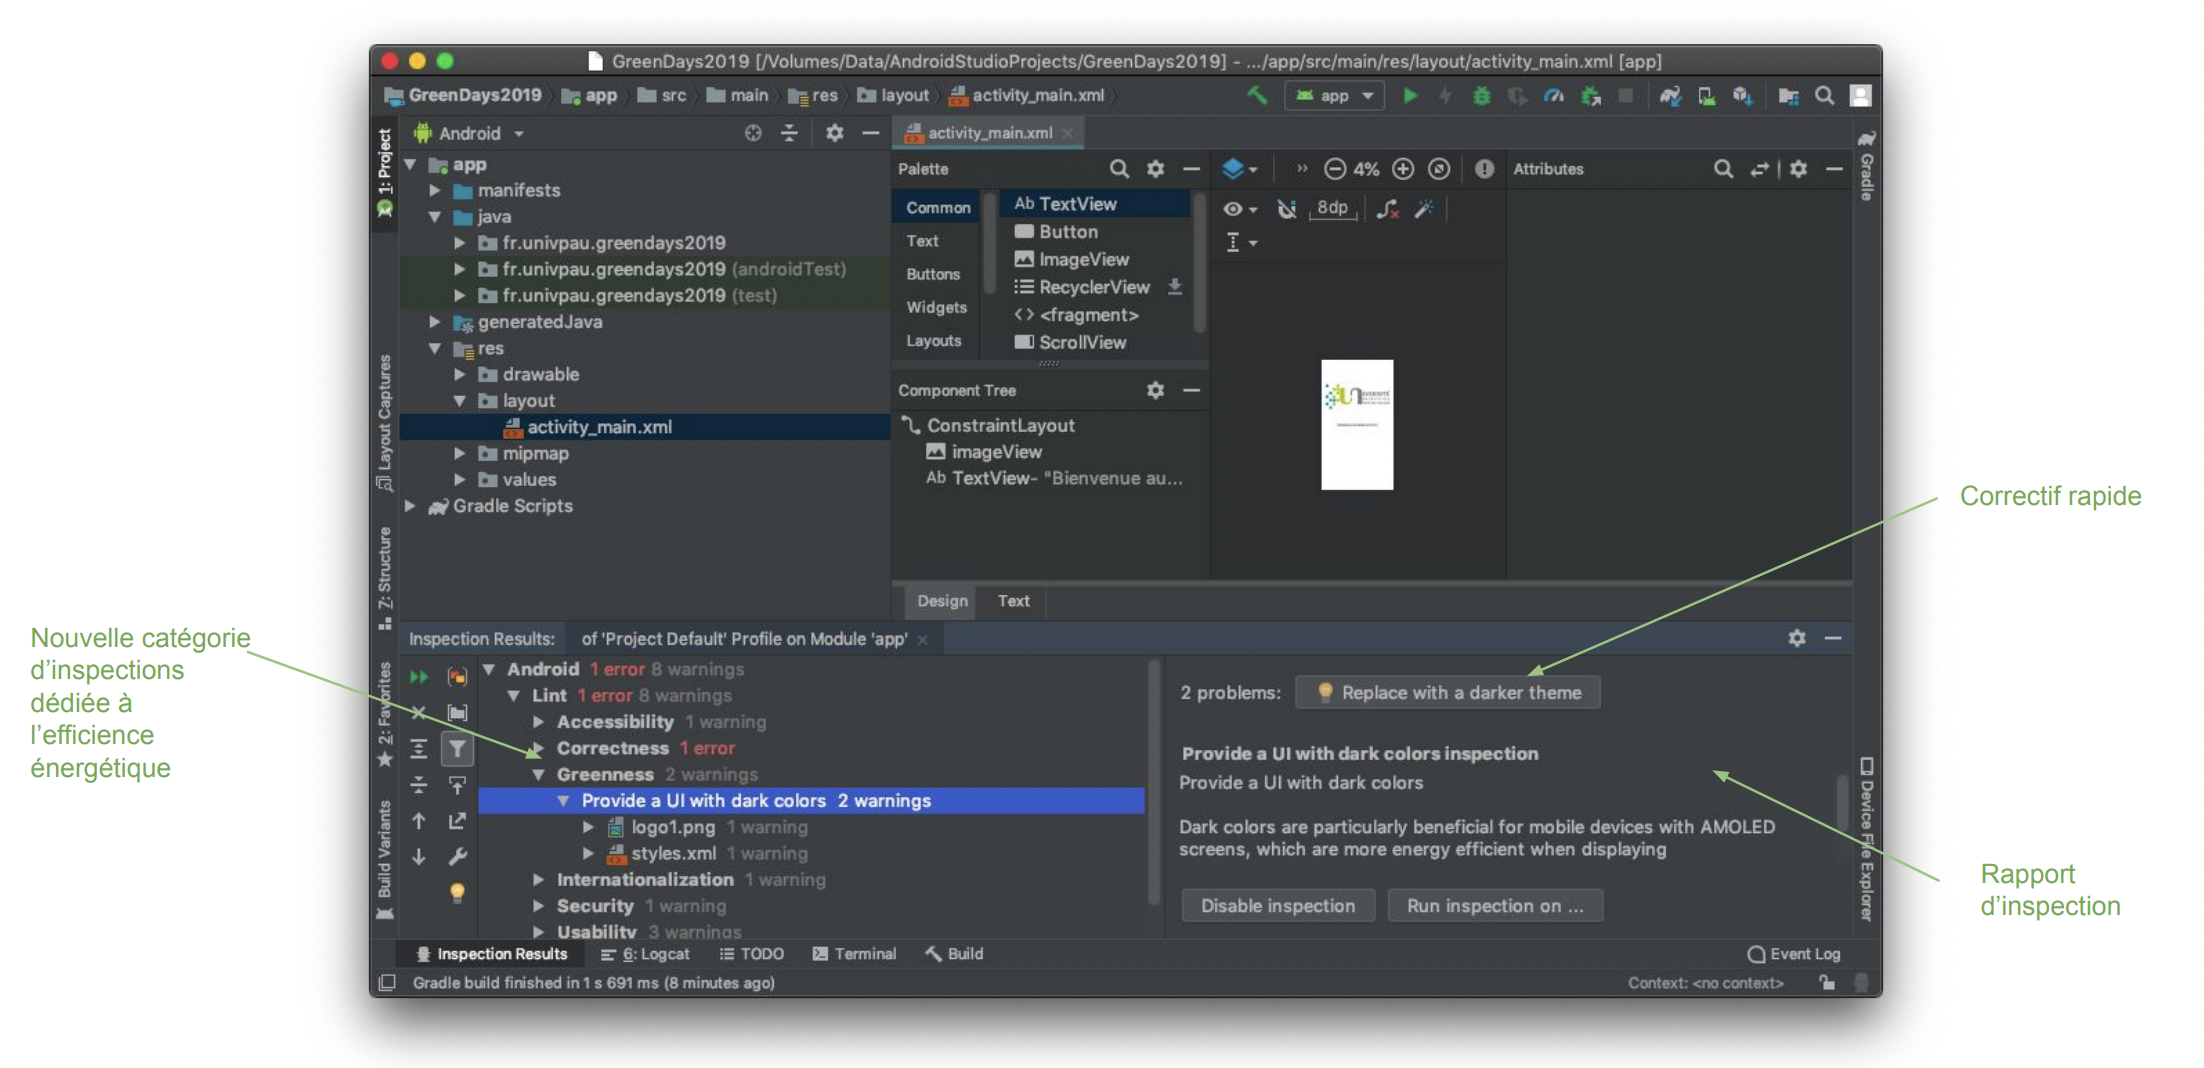 GreenDays2019 [/Volumes/Data/AndroidStudioProjects/GreenDays2019] - .../app/src/main/res/layout/activity_main.xml [app]
GreenDays2019 app src main res layout activity_main.xml
app
1: Project
Layout Captures
Z: Structure
2: Favorites
Build Variants
Android
app
manifests
java
fr.univpau.greendays2019
fr.univpau.greendays2019 (androidTest)
fr.univpau.greendays2019 (test)
generatedJava
res
drawable
layout
activity_main.xml
mipmap
values
Gradle Scripts
activity_main.xml
Palette
Common
Text
Buttons
Widgets
Layouts
Ab TextView
Button
ImageView
RecyclerView
<fragment>
ScrollView
Component Tree
ConstraintLayout
imageView
Ab TextView- "Bienvenue au...
» 4%
8dp
Attributes
Gradle
Device File Explorer
Design Text
Inspection Results: of 'Project Default' Profile on Module 'app'
Android 1 error 8 warnings
Lint 1 error 8 warnings
Accessibility 1 warning
Correctness 1 error
Greenness 2 warnings
Provide a UI with dark colors 2 warnings
logo1.png 1 warning
styles.xml 1 warning
Internationalization 1 warning
Security 1 warning
Usability 3 warnings
2 problems: Replace with a darker theme
Provide a UI with dark colors inspection
Provide a UI with dark colors
Dark colors are particularly beneficial for mobile devices with AMOLED
screens, which are more energy efficient when displaying
Disable inspection Run inspection on ...
Inspection Results 6: Logcat TODO Terminal Build Event Log
Gradle build finished in 1 s 691 ms (8 minutes ago) Context: <no context>
Nouvelle catégorie
d'inspections
dédiée à
l'efficience
énergétique
Correctif rapide
Rapport
d'inspection